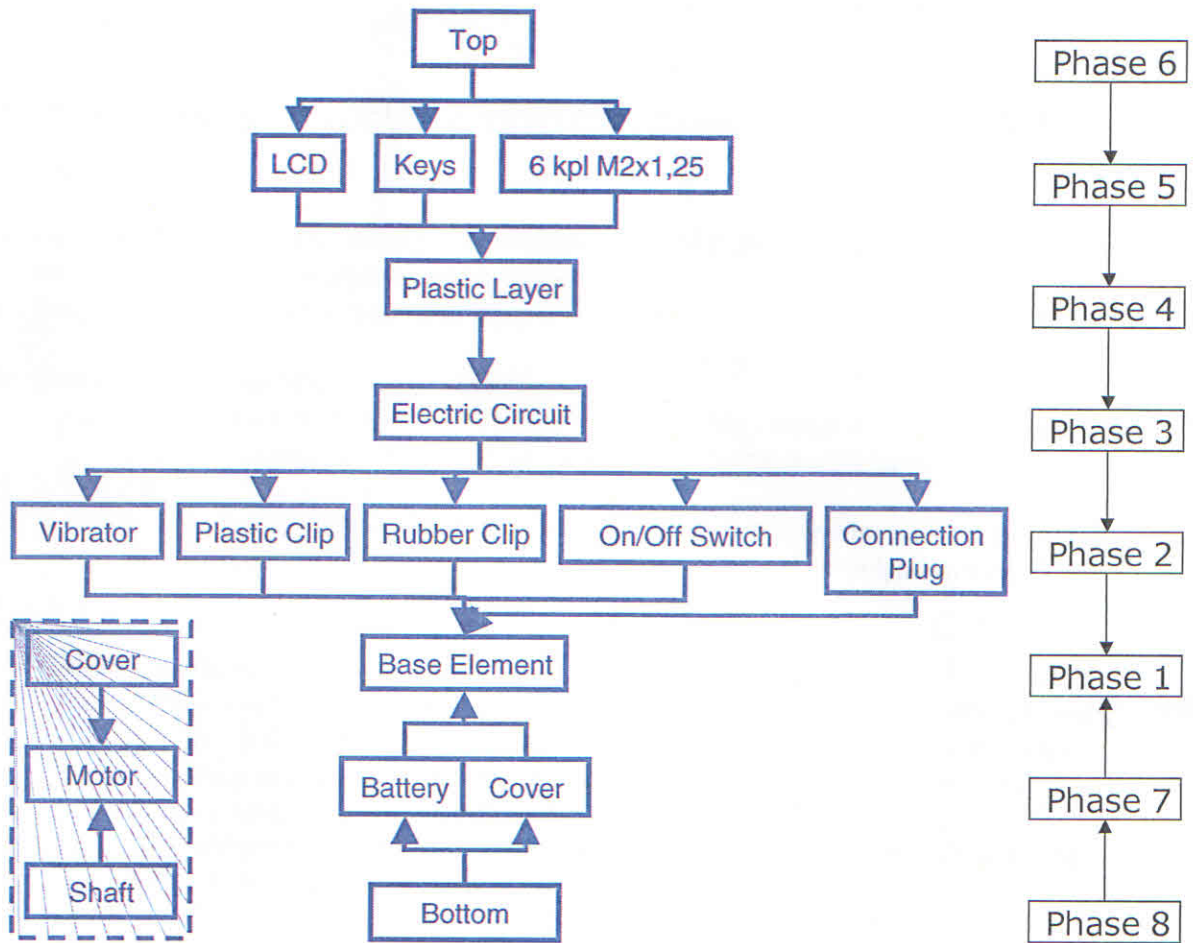 Top
Phase 6
LCD
Keys
6 kpl M2x1,25
Phase 5
Plastic Layer
Phase 4
Electric Circuit
Phase 3
Vibrator
Plastic Clip
Rubber Clip
On/Off Switch
Connection
Plug
Phase 2
Cover
Base Element
Phase 1
Motor
Battery
Cover
Phase 7
Shaft
Bottom
Phase 8